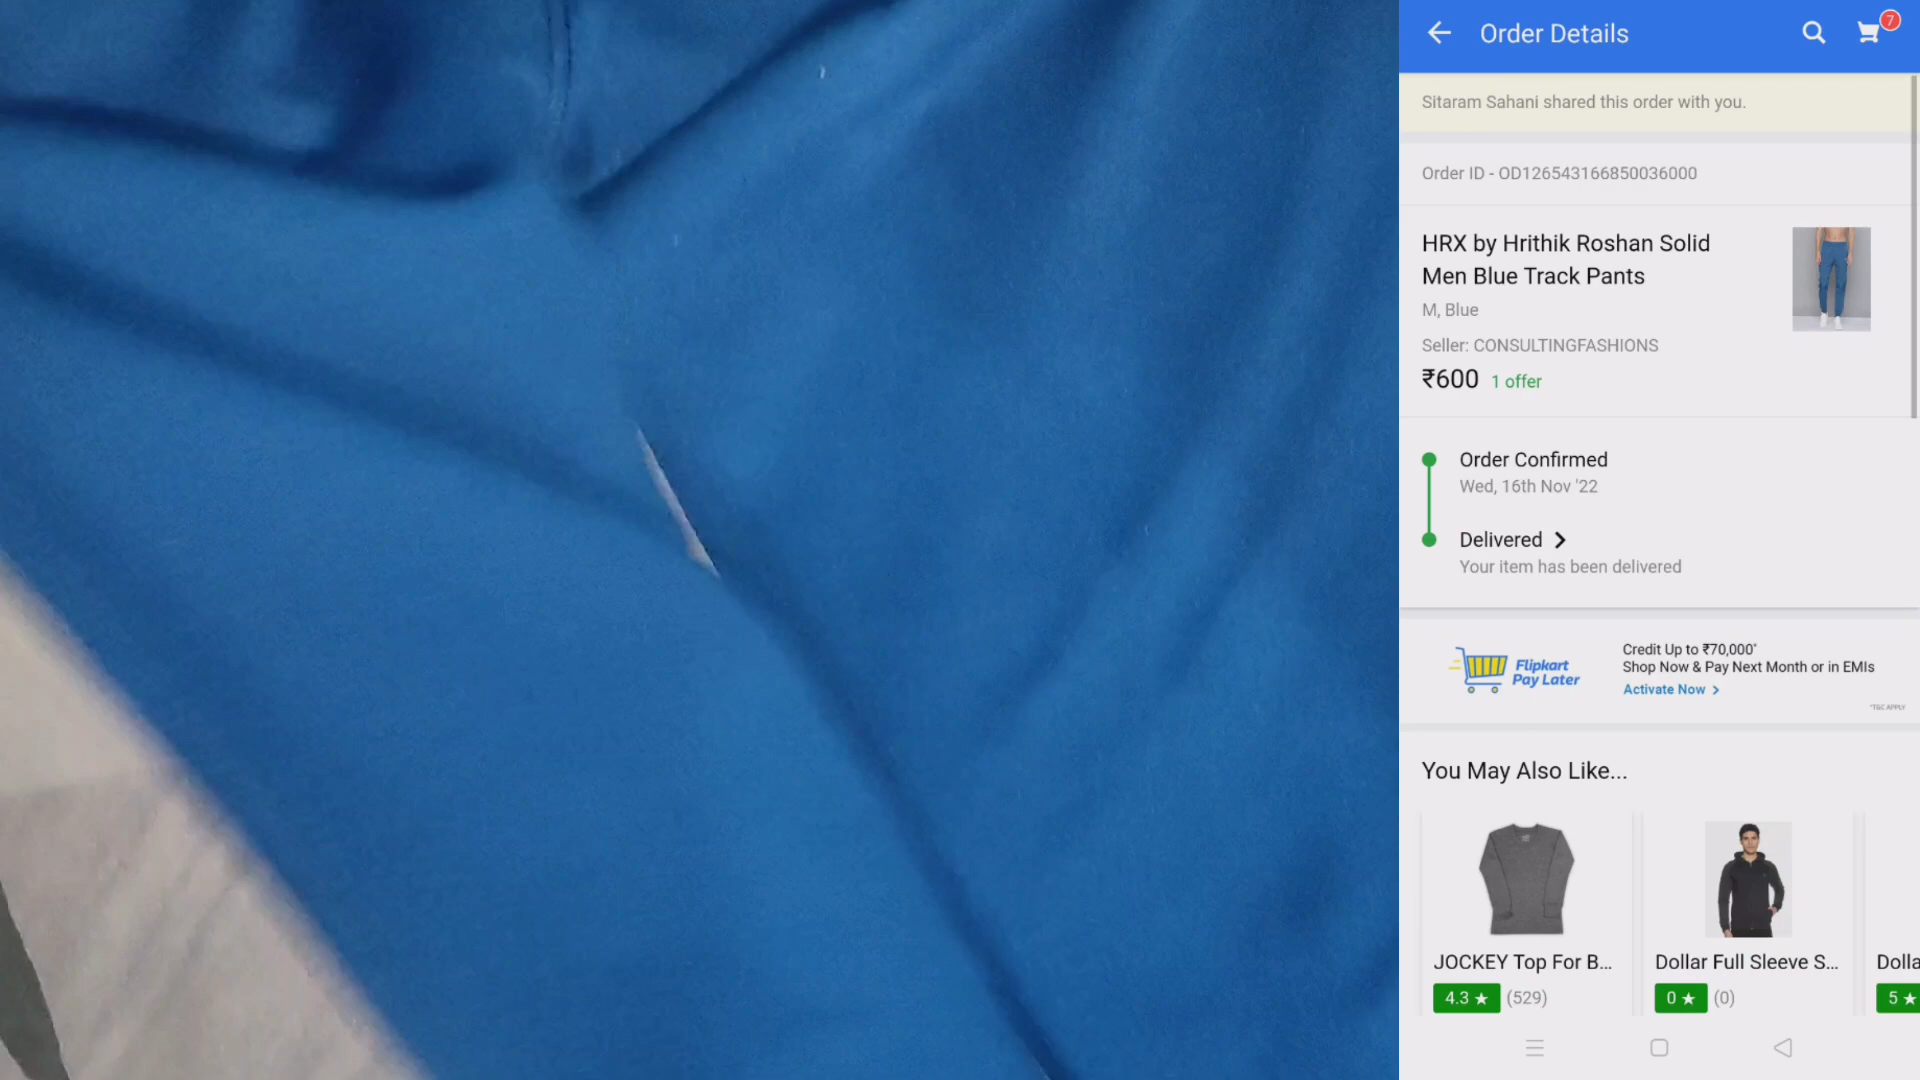 Order Details
7
Sitaram Sahani shared this order with you.
Order ID - OD126543166850036000
HRX by Hrithik Roshan Solid
Men Blue Track Pants
M, Blue
Seller: CONSULTINGFASHIONS
₹600 1 offer
Order Confirmed
Wed, 16th Nov '22
Delivered
Your item has been delivered
Flipkart
Pay Later
Credit Up to ₹70,000*
Shop Now & Pay Next Month or in EMIs
Activate Now
*T&C APPLY
You May Also Like...
JOCKEY Top For B...
4.3 ★ (529)
Dollar Full Sleeve S...
0 ★ (0)
Dolla
5 ★